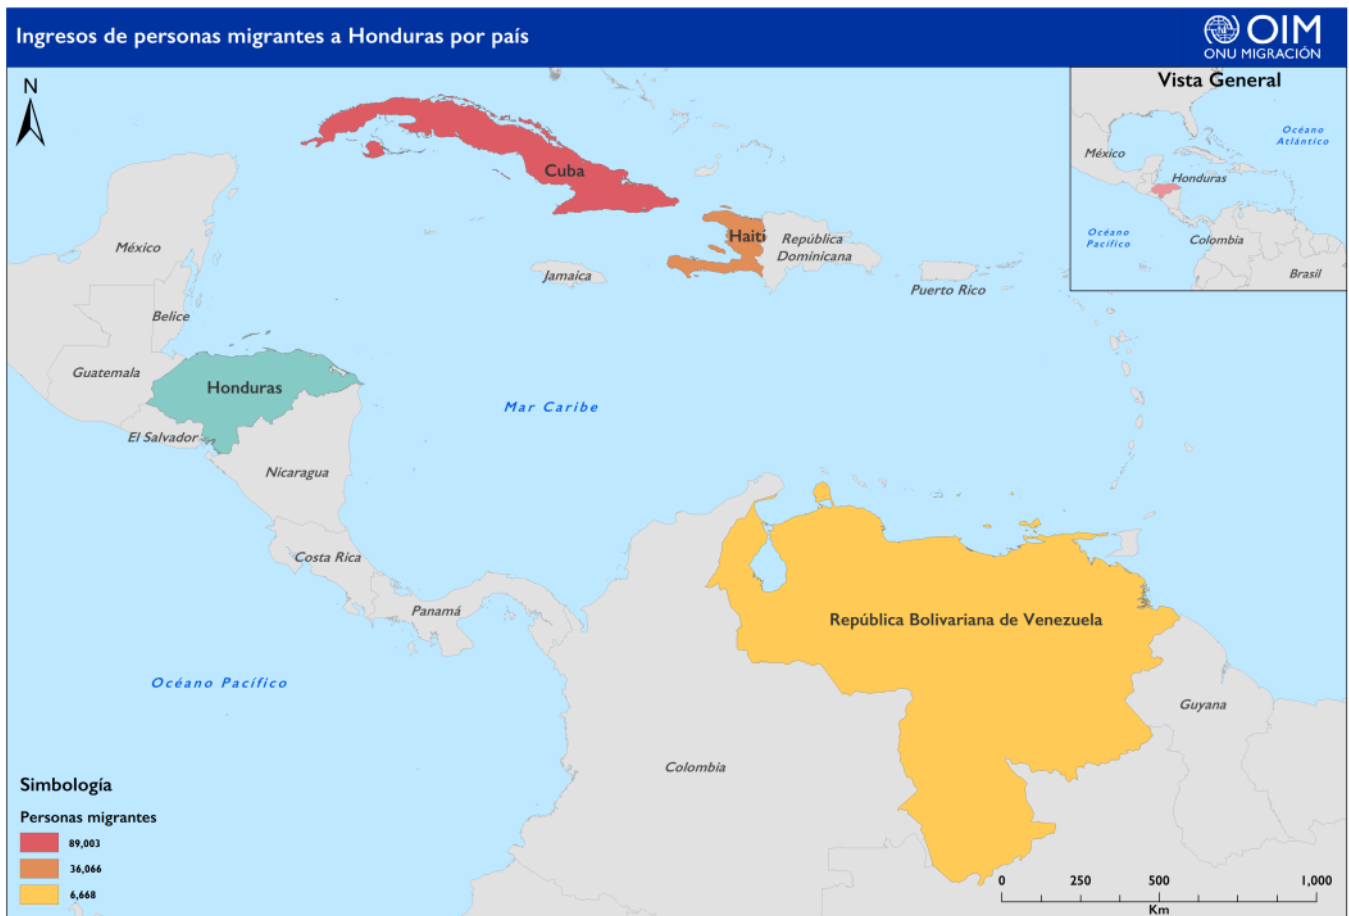 Ingresos de personas migrantes a Honduras por país
OIM
ONU MIGRACIÓN
N
Vista General
Océano
Atlántico
México
Honduras
Océano
Pacífico
Colombia
Brasil
Cuba
Haití
República
Dominicana
México
Jamaica
Puerto Rico
Belice
Guatemala
Honduras
Mar Caribe
El Salvador
Nicaragua
Costa Rica
Panamá
República Bolivariana de Venezuela
Océano Pacífico
Guyana
Colombia
Simbología
Personas migrantes
89,003
36,066
6,668
0 250 500 1,000
Km